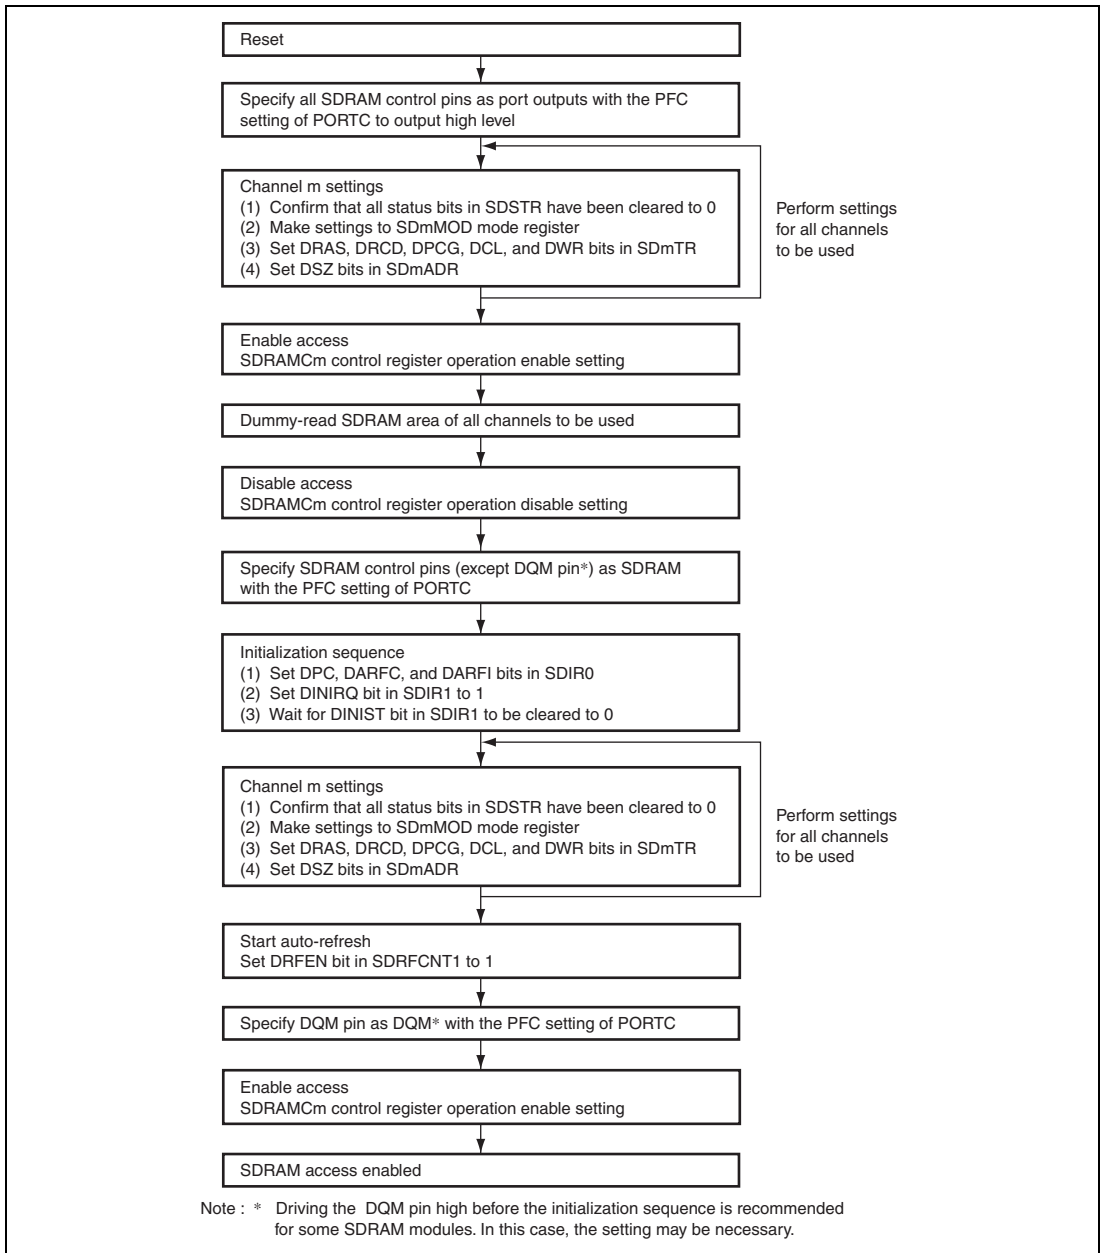 Reset
Specify all SDRAM control pins as port outputs with the PFC
setting of PORTC to output high level
Channel m settings
(1) Confirm that all status bits in SDSTR have been cleared to 0
(2) Make settings to SDmMOD mode register
(3) Set DRAS, DRCD, DPCG, DCL, and DWR bits in SDmTR
(4) Set DSZ bits in SDmADR
Perform settings
for all channels
to be used
Enable access
SDRAMCm control register operation enable setting
Dummy-read SDRAM area of all channels to be used
Disable access
SDRAMCm control register operation disable setting
Specify SDRAM control pins (except DQM pin*) as SDRAM
with the PFC setting of PORTC
Initialization sequence
(1) Set DPC, DARFC, and DARFI bits in SDIR0
(2) Set DINIRQ bit in SDIR1 to 1
(3) Wait for DINIST bit in SDIR1 to be cleared to 0
Channel m settings
(1) Confirm that all status bits in SDSTR have been cleared to 0
(2) Make settings to SDmMOD mode register
(3) Set DRAS, DRCD, DPCG, DCL, and DWR bits in SDmTR
(4) Set DSZ bits in SDmADR
Perform settings
for all channels
to be used
Start auto-refresh
Set DRFEN bit in SDRFCNT1 to 1
Specify DQM pin as DQM* with the PFC setting of PORTC
Enable access
SDRAMCm control register operation enable setting
SDRAM access enabled
Note : * Driving the DQM pin high before the initialization sequence is recommended
for some SDRAM modules. In this case, the setting may be necessary.